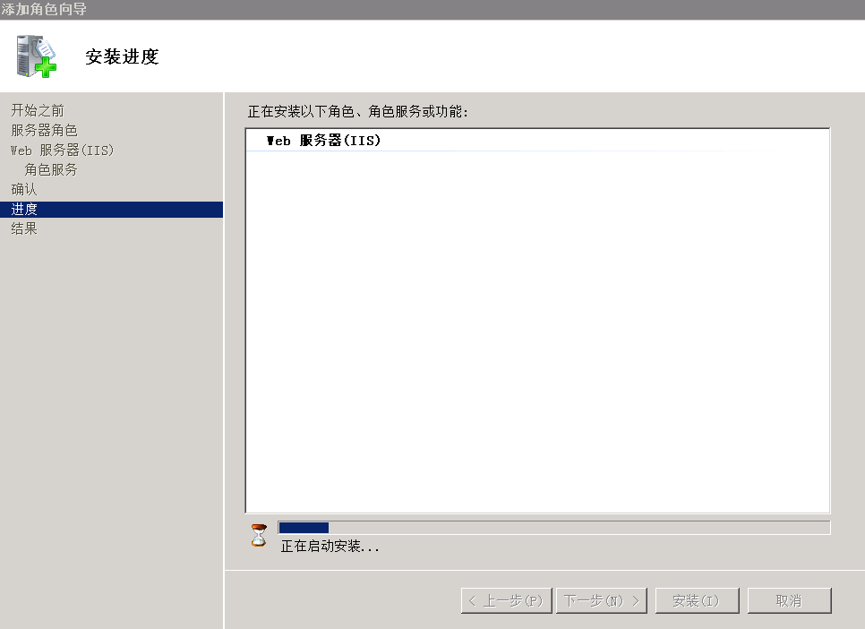 添加角色向导
安装进度
开始之前
服务器角色
Web 服务器(IIS)
角色服务
确认
进度
结果
正在安装以下角色、角色服务或功能:
Web 服务器(IIS)
正在启动安装...
< 上一步(P)
下一步(N) >
安装(I)
取消